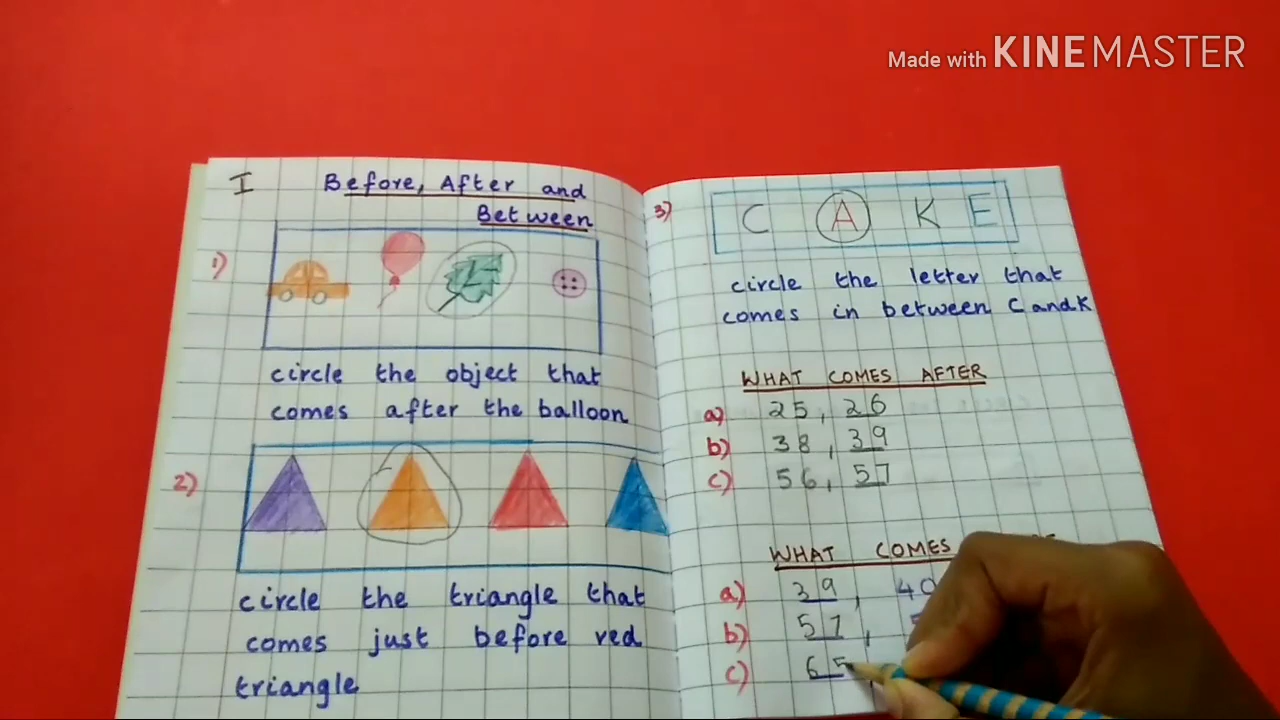 Made with KINEMASTER
I Before, After and
Between
1)
circle the object that
comes after the balloon
2)
circle the triangle that
comes just before red
triangle
3) C A K E
circle the letter that
comes in between C and K
WHAT COMES AFTER
a) 25, 26
b) 38, 39
c) 56, 57
WHAT COMES
a) 39, 40
b) 57,
c) 65,